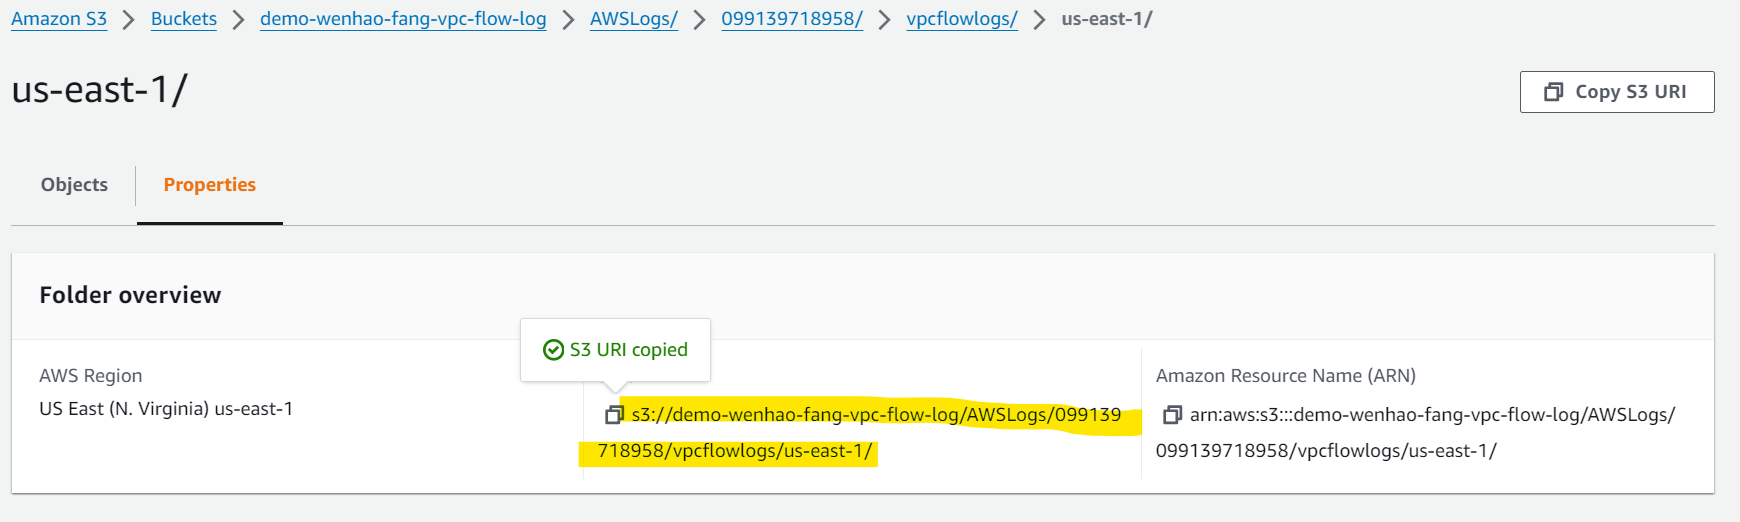 Amazon S3 > Buckets > demo-wenhao-fang-vpc-flow-log > AWSLogs/ > 099139718958/ > vpcflowlogs/ > us-east-1/
us-east-1/
Copy S3 URI
Objects
Properties
Folder overview
S3 URI copied
AWS Region
US East (N. Virginia) us-east-1
s3://demo-wenhao-fang-vpc-flow-log/AWSLogs/099139
718958/vpcflowlogs/us-east-1/
Amazon Resource Name (ARN)
arn:aws:s3:::demo-wenhao-fang-vpc-flow-log/AWSLogs/
099139718958/vpcflowlogs/us-east-1/